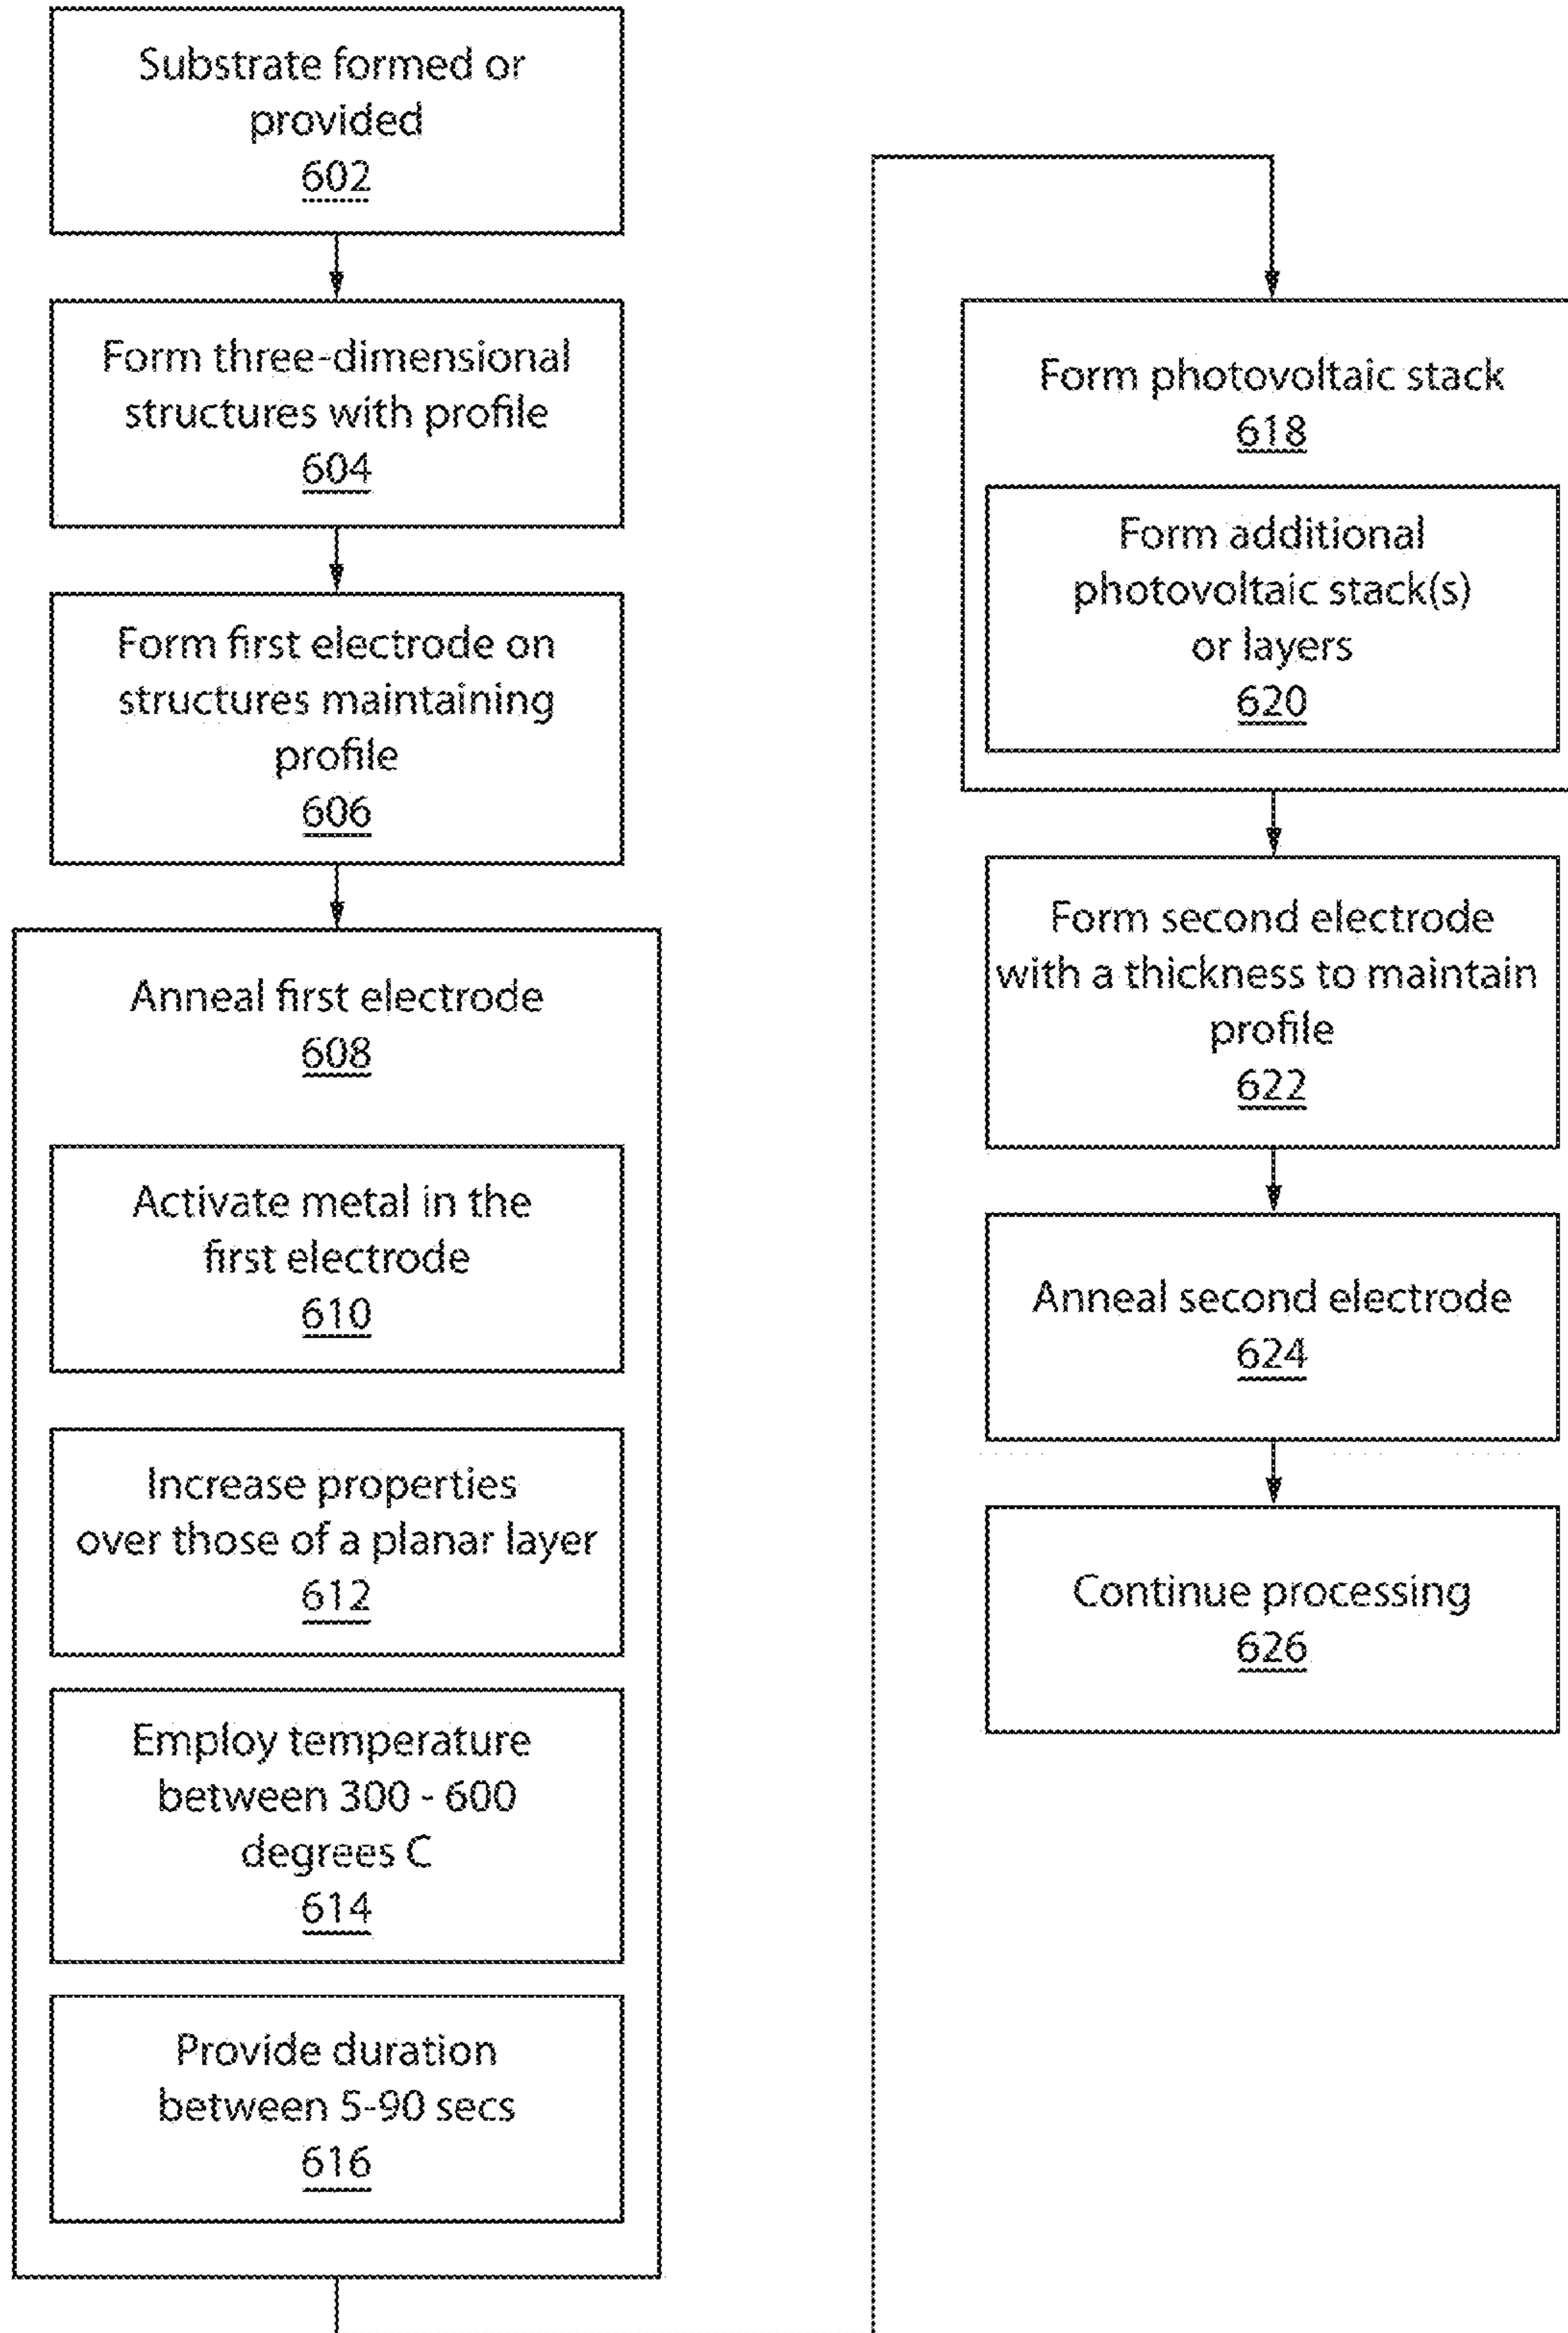 Substrate formed or
provided
602
Form three-dimensional
structures with profile
604
Form first electrode on
structures maintaining
profile
606
Anneal first electrode
608
Activate metal in the
first electrode
610
Increase properties
over those of a planar layer
612
Employ temperature
between 300 - 600
degrees C
614
Provide duration
between 5-90 secs
616
Form photovoltaic stack
618
Form additional
photovoltaic stack(s)
or layers
620
Form second electrode
with a thickness to maintain
profile
622
Anneal second electrode
624
Continue processing
626